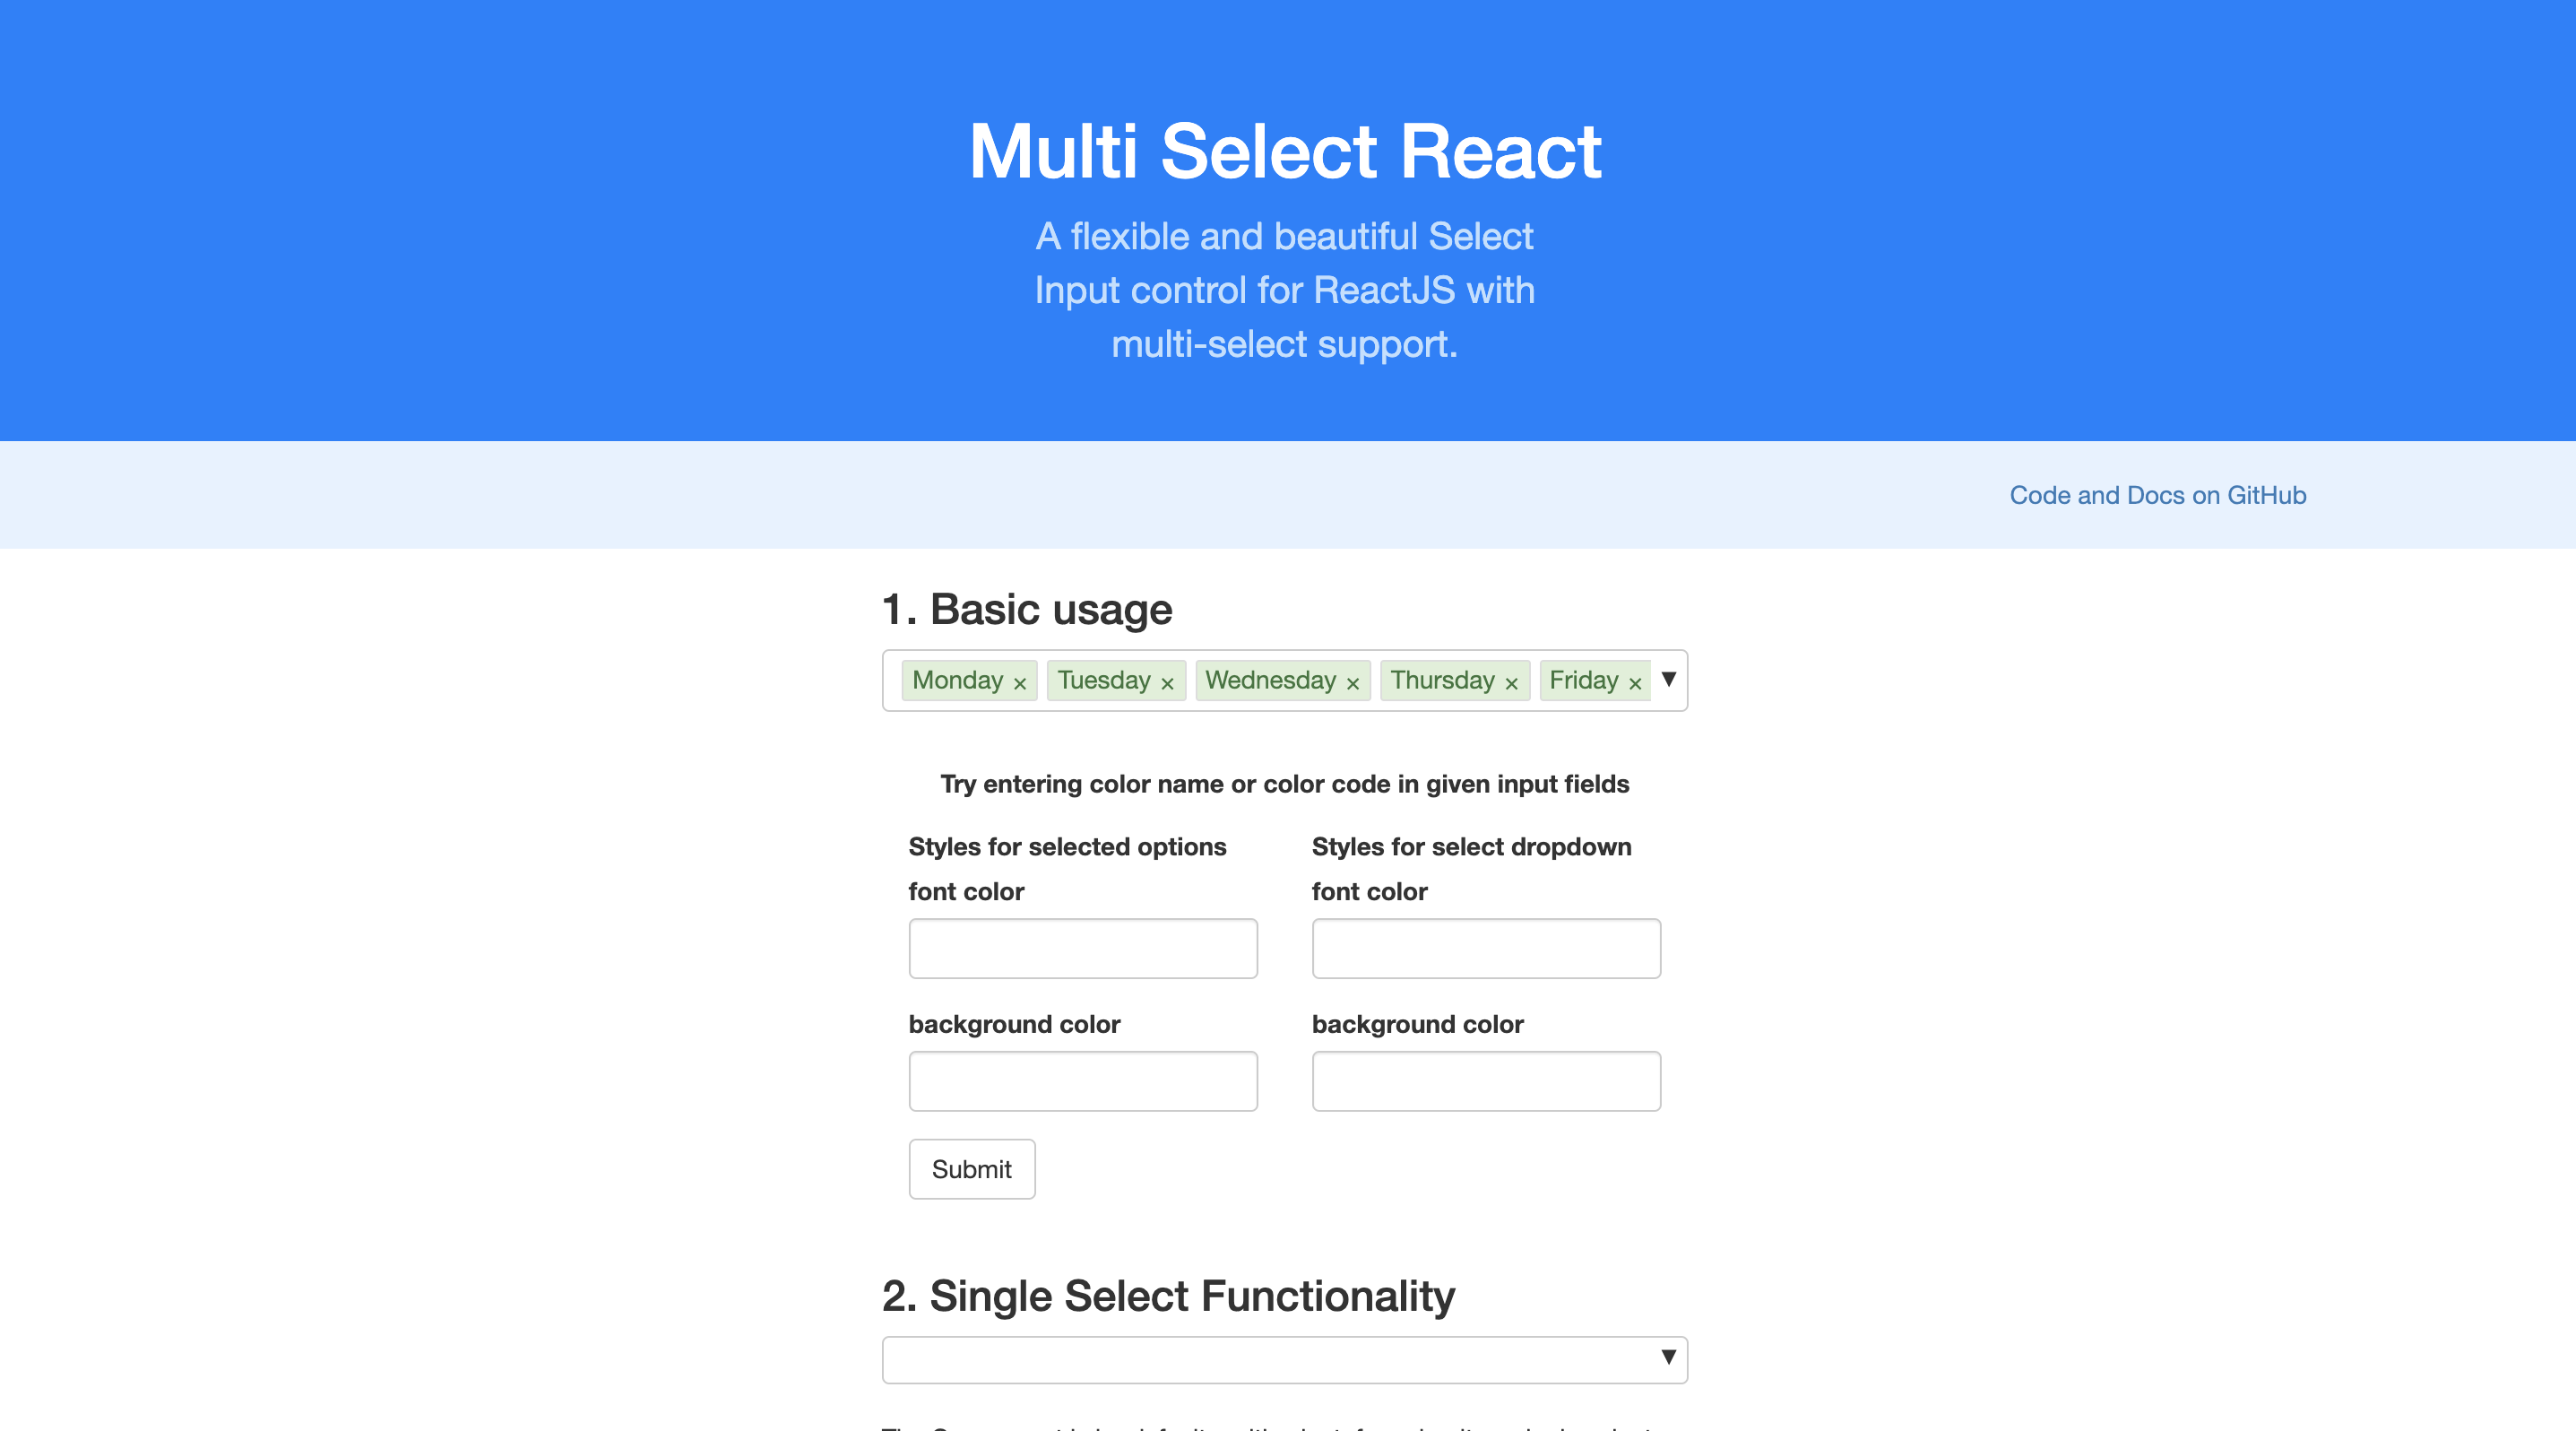 Multi Select React
A flexible and beautiful Select
Input control for ReactJS with
multi-select support.
Code and Docs on GitHub
1. Basic usage
Monday × Tuesday × Wednesday × Thursday × Friday × ▼
Try entering color name or color code in given input fields
Styles for selected options
font color
background color
Styles for select dropdown
font color
background color
Submit
2. Single Select Functionality
▼